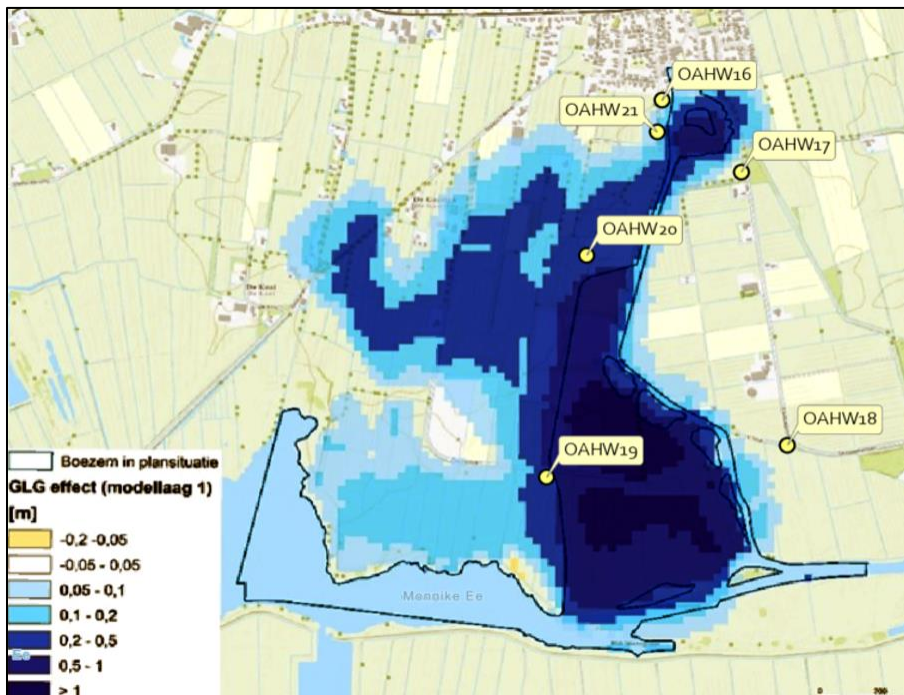 OAHW16
OAHW21
OAHW17
OAHW20
OAHW18
OAHW19
Boezem in plansituatie
GLG effect (modellaag 1)
[m]
-0,2 -0,05
-0,05 - 0,05
0,05 - 0,1
0,1 - 0,2
0,2 - 0,5
0,5 - 1
> 1
Ee